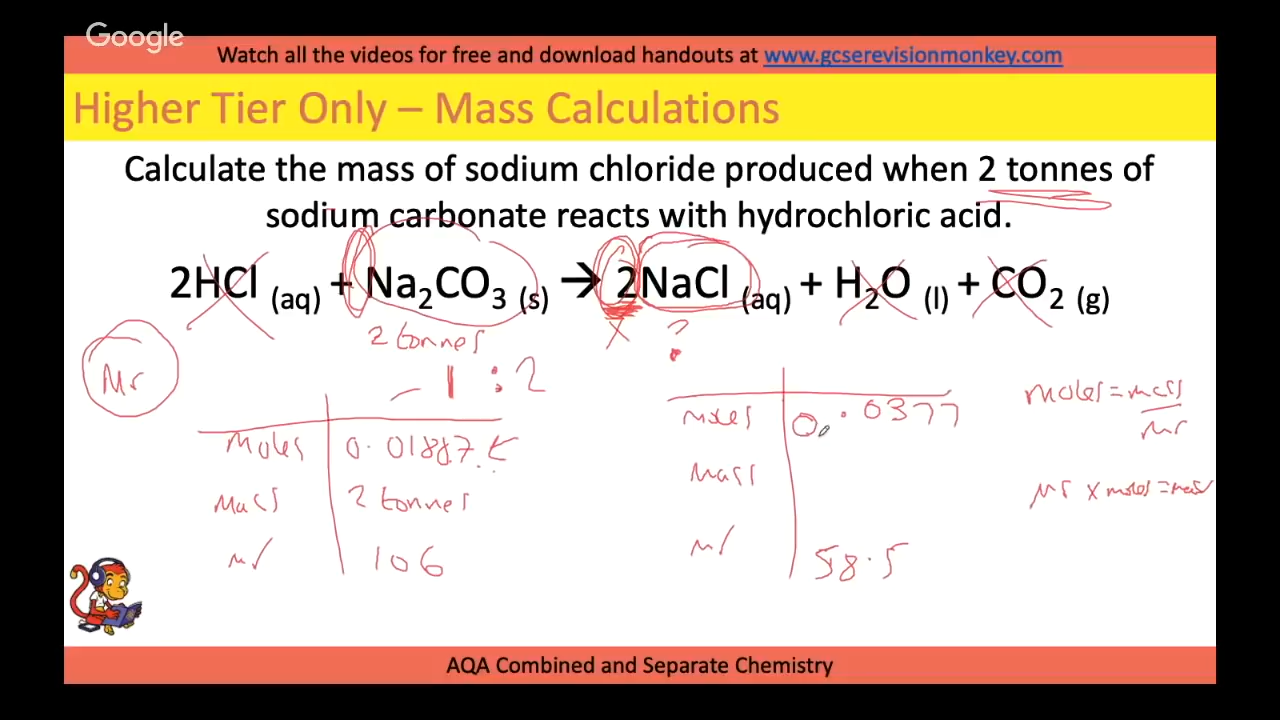 Google
Watch all the videos for free and download handouts at www.gcserevisionmonkey.com
Higher Tier Only – Mass Calculations
Calculate the mass of sodium chloride produced when 2 tonnes of
sodium carbonate reacts with hydrochloric acid.
2HCl (aq) + Na₂CO₃ (s) → 2NaCl (aq) + H₂O (l) + CO₂ (g)
2 tonnes ?
Mr
1 : 2
moles = mass
Mr
Moles 0.01887
Moles 0.0377
Mass 2 tonnes
Mass
Mr x moles = mass
Mr 106
Mr 58.5
AQA Combined and Separate Chemistry